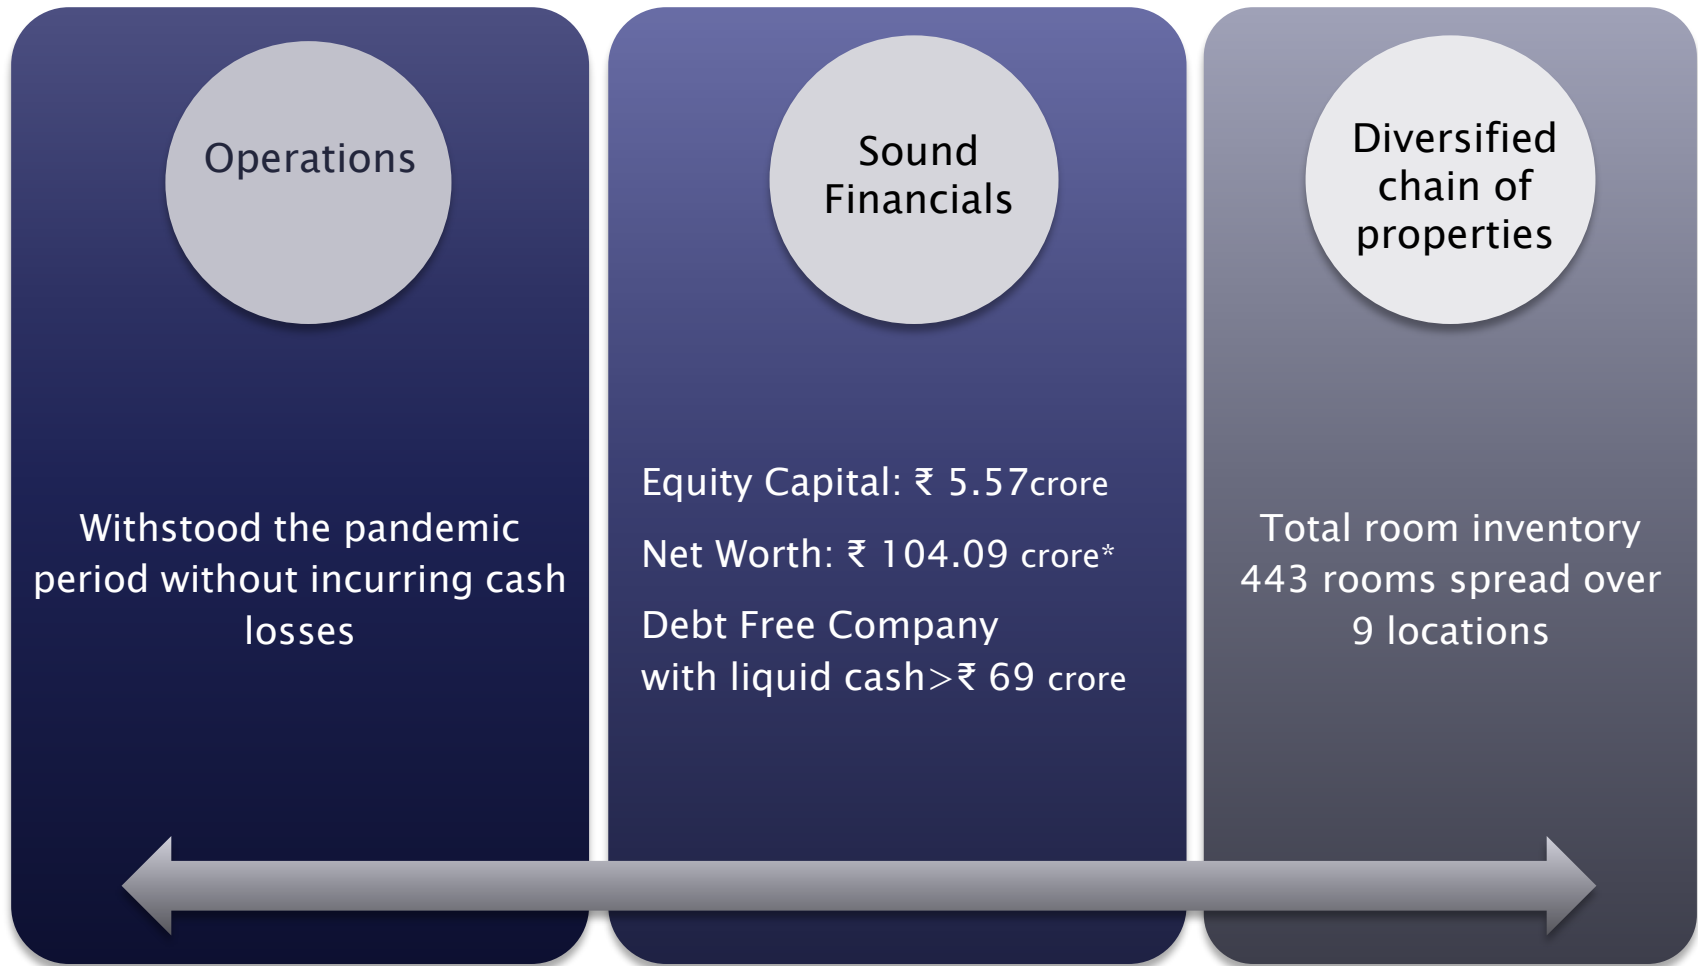 Operations
Withstood the pandemic
period without incurring cash
losses
Sound
Financials
Equity Capital: ₹ 5.57crore
Net Worth: ₹ 104.09 crore*
Debt Free Company
with liquid cash>₹ 69 crore
Diversified
chain of
properties
Total room inventory
443 rooms spread over
9 locations